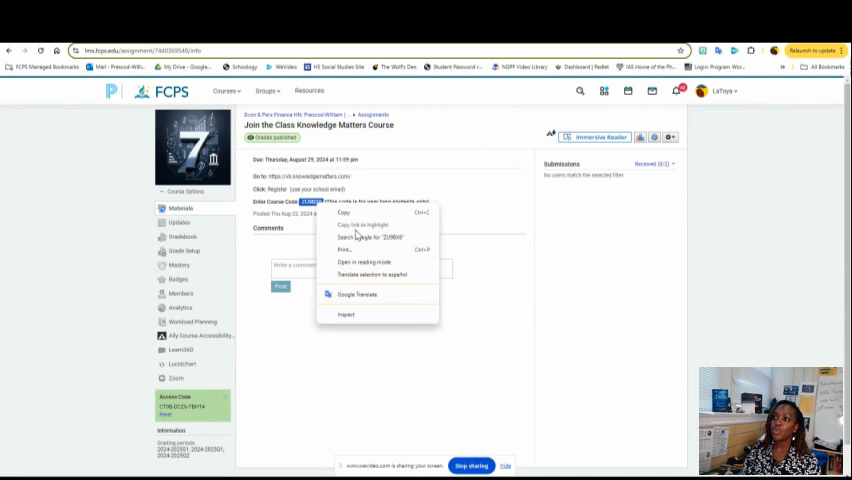 lms.fcps.edu/assignment/7440369548/info
Relaunch to update
FCPS Managed Bookmarks
Mail - Prescod-Willi...
My Drive - Google...
Schoology
WeVideo
HS Social Studies Site
The Wolf's Den
Student Password r...
NGPF Video Library
Dashboard | Padlet
IAS Home of the Ph...
Login: Program Wor...
All Bookmarks
FCPS
Courses
Groups
Resources
LaToya
Econ & Pers Finance HN: Prescod-William (...
Assignments
Join the Class Knowledge Matters Course
Grades published
Immersive Reader
7
Due: Thursday, August 29, 2024 at 11:59 pm
Go to: https://vb.knowledgematters.com/
Click: Register (use your school email)
Enter Course Code
Posted Thu Aug 22, 2024 a
Submissions
Received (0/2)
No users match the selected filter.
Comments
Write a comme
Post
Copy
Ctrl+C
Copy link to highlight
Print...
Ctrl+P
Open in reading mode
Translate selection to español
Google Translate
Inspect
Course Options
Materials
Updates
Gradebook
Grade Setup
Mastery
Badges
Members
Analytics
Workload Planning
Ally Course Accessibility...
Learn360
Lucidchart
Zoom
Access Code
CT9B-DCZ6-TBHT4
Reset
Information
Grading periods
2024-2025S1, 2024-2025Q1,
2024-2025Q2
www.wevideo.com is sharing your screen.
Stop sharing
Hide